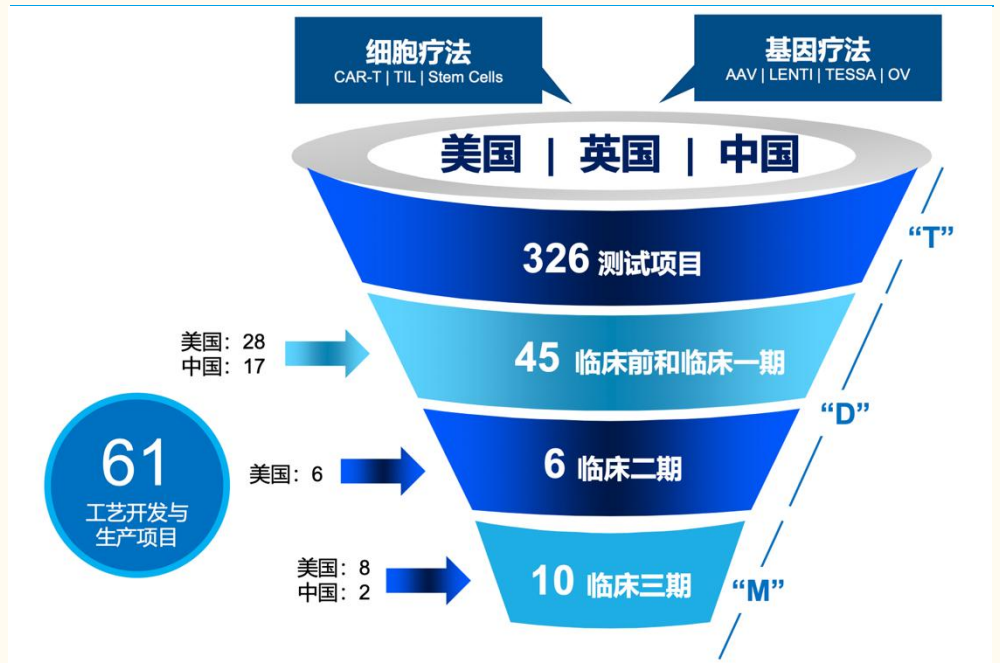 细胞疗法
CAR-T | TIL | Stem Cells
基因疗法
AAV | LENTI | TESSA | OV
美国 | 英国 | 中国
“T”
326 测试项目
美国：28
中国：17
45 临床前和临床一期
“D”
61
工艺开发与
生产项目
美国：6
6 临床二期
美国：8
中国：2
10 临床三期
“M”